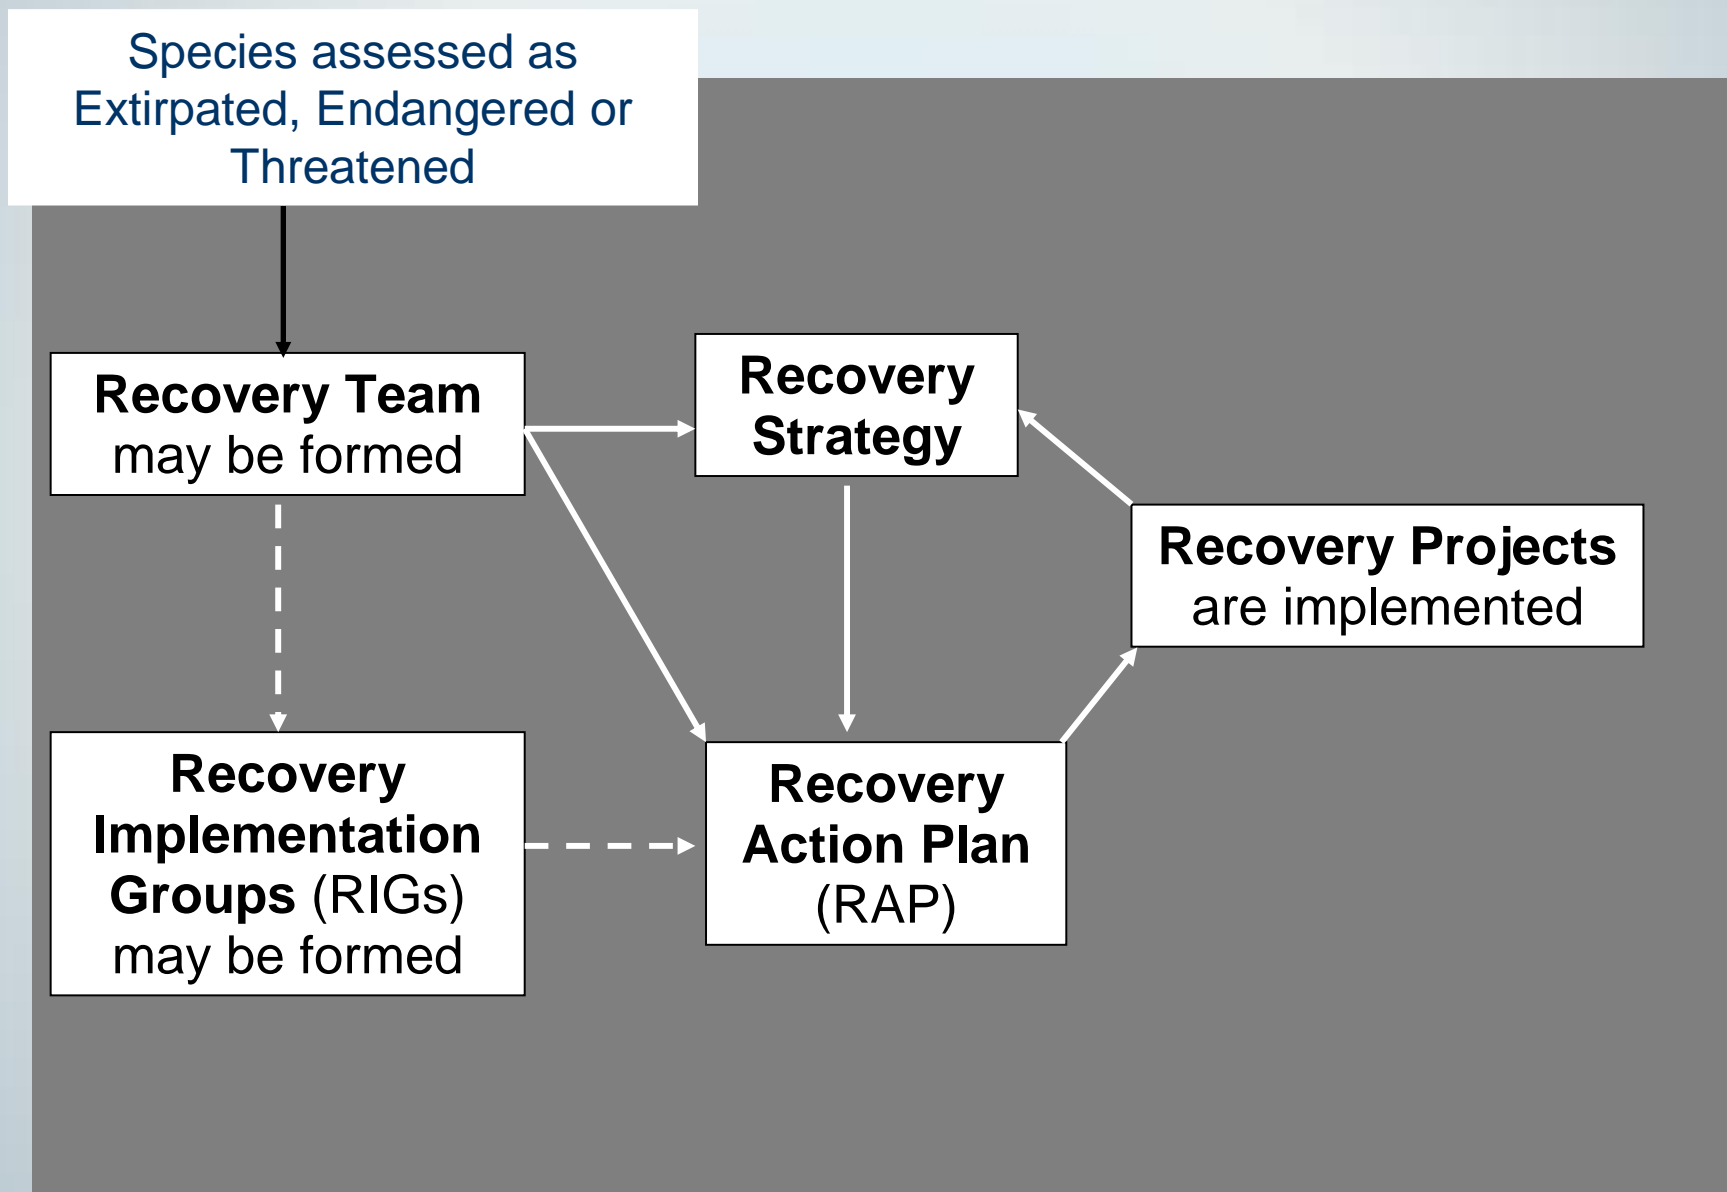 Species assessed as
Extirpated, Endangered or
Threatened
Recovery Team
may be formed
Recovery
Strategy
Recovery Projects
are implemented
Recovery
Implementation
Groups (RIGs)
may be formed
Recovery
Action Plan
(RAP)